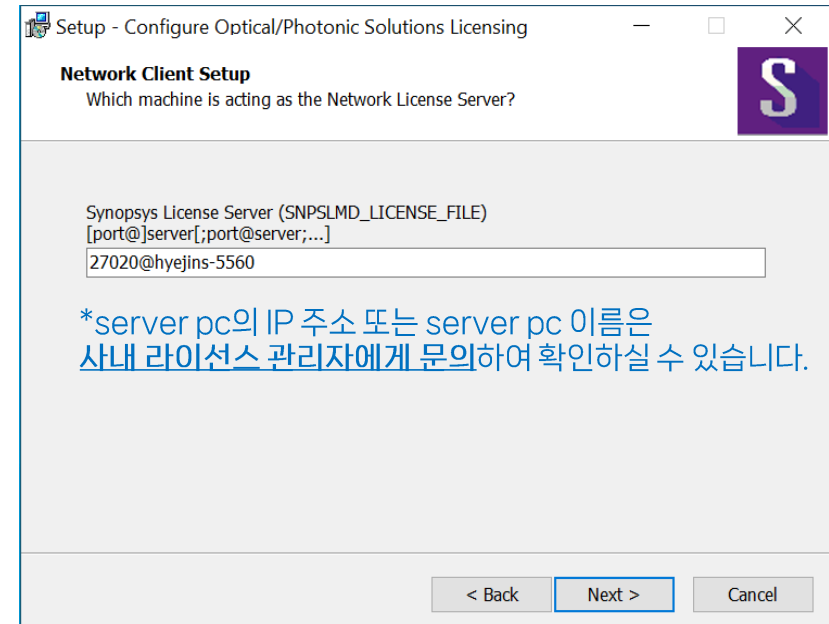 Setup - Configure Optical/Photonic Solutions Licensing
Network Client Setup
Which machine is acting as the Network License Server?
S
Synopsys License Server (SNPSLMD_LICENSE_FILE)
[port@]server[;port@server;...]
27020@hyejins-5560
*server pc의 IP 주소 또는 server pc 이름은
사내 라이선스 관리자에게 문의하여 확인하실 수 있습니다.
< Back Next > Cancel